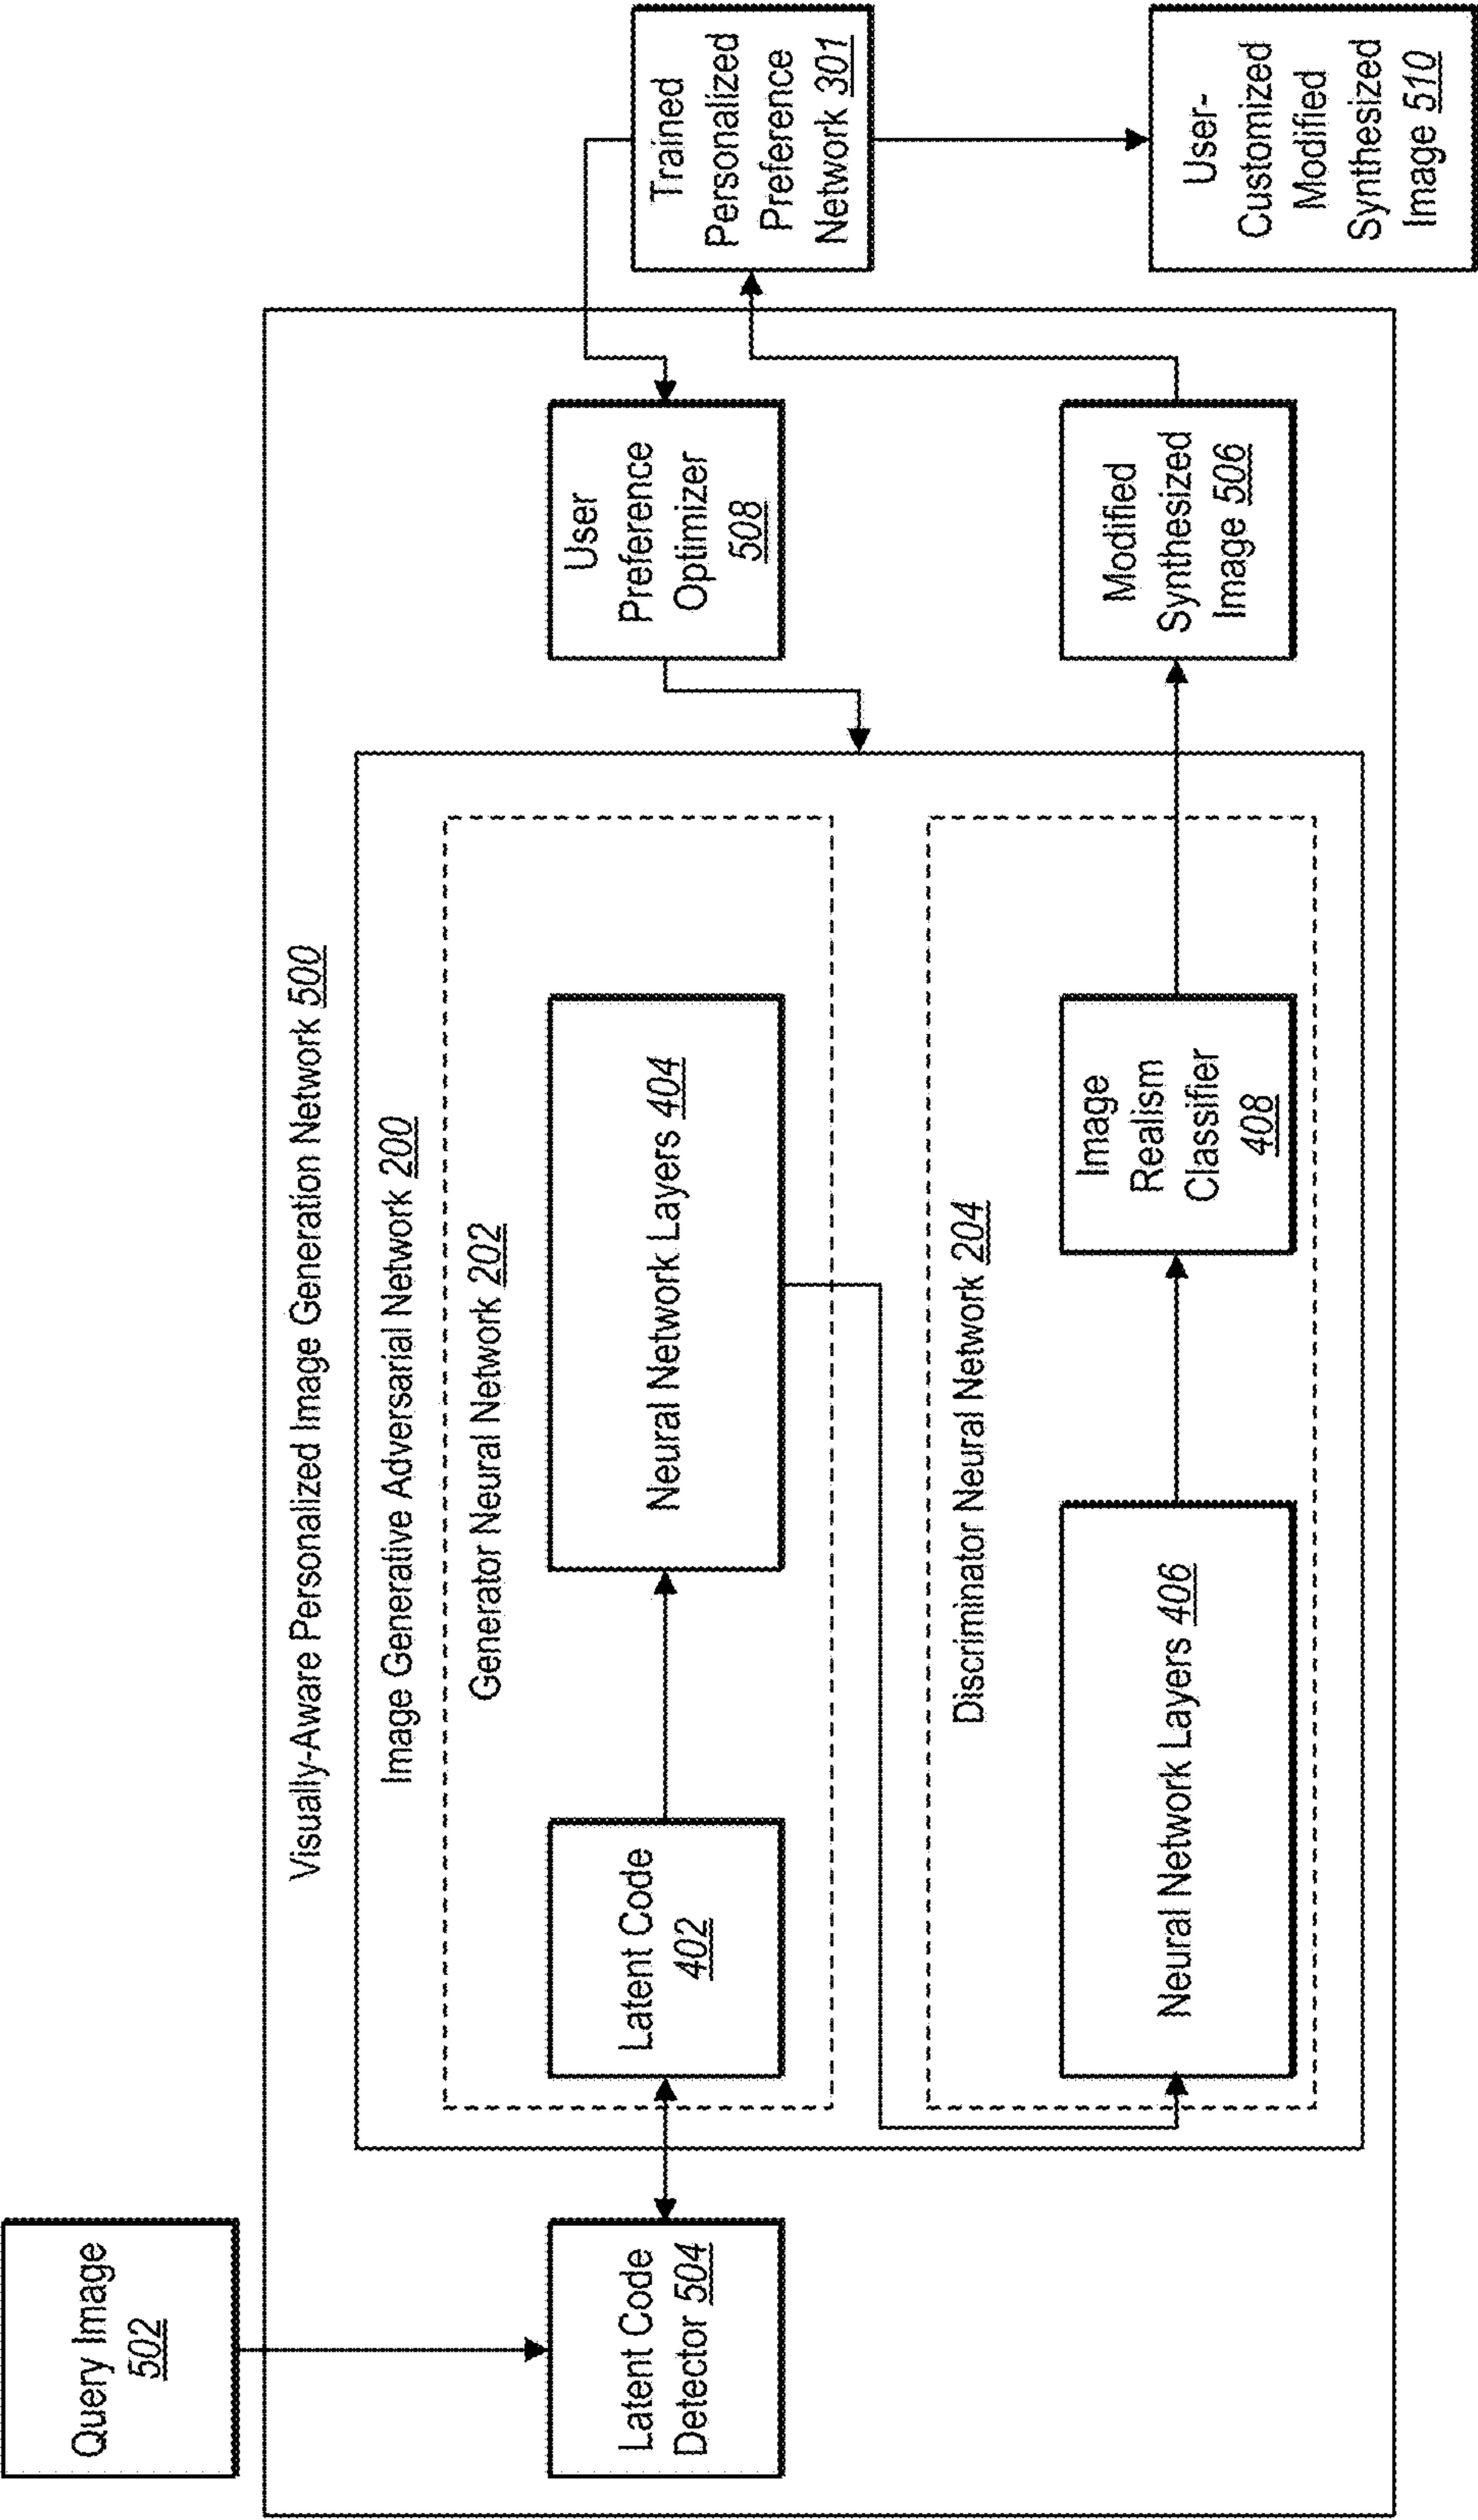 Query Image
502
Visually-Aware Personalized Image Generation Network 500
Image Generative Adversarial Network 200
Generator Neural Network 202
Latent Code
Detector 504
Latent Code
402
Neural Network Layers 404
User
Preference
Optimizer
508
Trained
Personalized
Preference
Network 301
Discriminator Neural Network 204
Neural Network Layers 406
Image
Realism
Classifier
408
Modified
Synthesized
Image 506
User-
Customized
Modified
Synthesized
Image 510